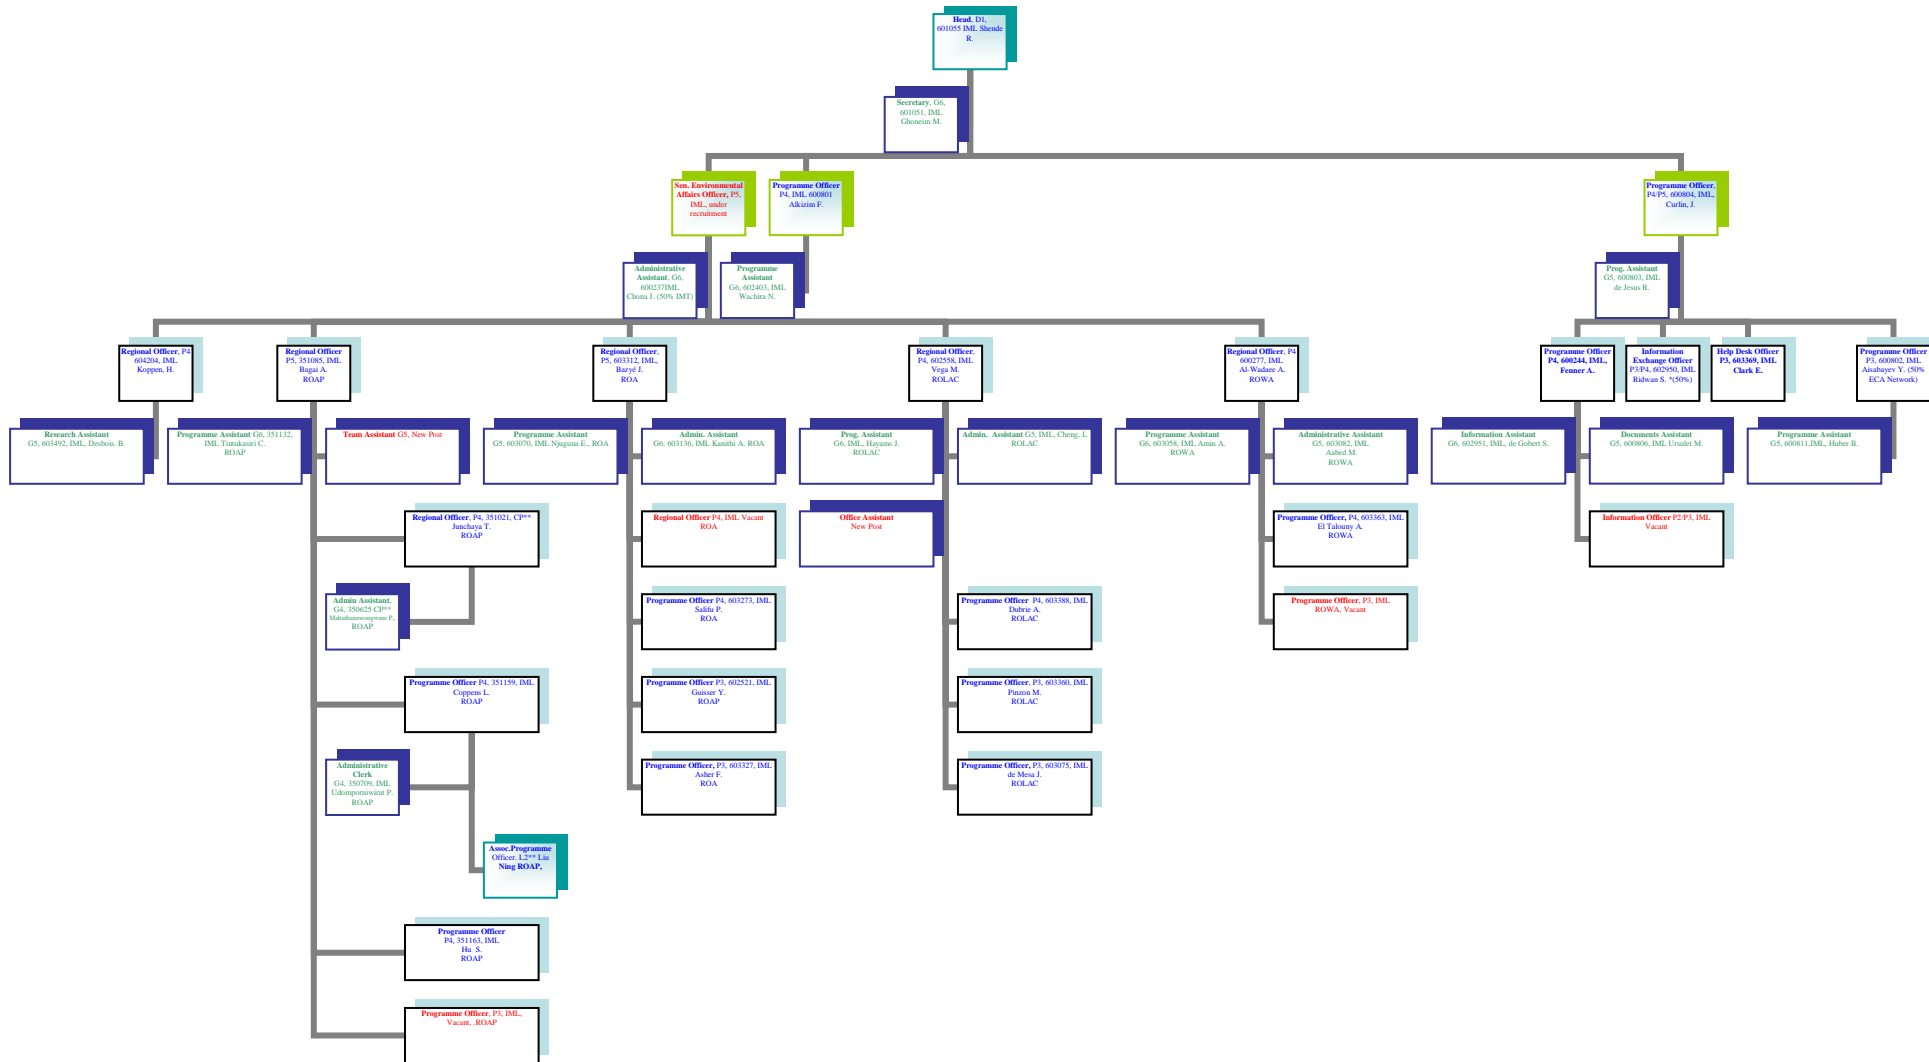 Head, D1,
601055 IML Shende
R.
Secretary, G6,
601051, IML
Ghoneim M.
Sen. Environmental
Affairs Officer, P5,
IML, under
recruitment
Programme Officer
P4, IML 600801
Alkizim F.
Programme Officer,
P4/P5, 600804, IML,
Curlin, J.
Administrative
Assistant, G6,
600237IML
Chona J. (50% IMT)
Programme
Assistant
G6, 602403, IML
Wachira N.
Prog. Assistant
G5, 600803, IML
de Jesus R.
Regional Officer, P4
604204, IML
Koppen, H.
Regional Officer
P5, 351085, IML
Bagai A.
ROAP
Regional Officer,
P5, 603312, IML,
Bazyé J.
ROA
Regional Officer,
P4, 602558, IML
Vega M.
ROLAC
Regional Officer, P4
600277, IML
Al-Wadaee A.
ROWA
Programme Officer
P4, 600244, IML,
Fenner A.
Information
Exchange Officer
P3/P4, 602950, IML
Ridwan S. *(50%)
Help Desk Officer
P3, 603369, IML
Clark E.
Programme Officer
P3, 600802, IML
Aisabayev Y. (50%
ECA Network)
Research Assistant
G5, 603492, IML, Desbois. B.
Programme Assistant G6, 351132,
IML Tintukasiri C.
ROAP
Team Assistant G5, New Post
Programme Assistant
G5, 603070, IML Njuguna E., ROA
Admin. Assistant
G6, 603136, IML Kanithi A. ROA
Prog. Assistant
G6, IML, Hayams J.
ROLAC
Admin. Assistant G5, IML, Cheng, L
ROLAC
Programme Assistant
G6, 603058, IML Amin A.
ROWA
Administrative Assistant
G5, 603082, IML
Aabed M.
ROWA
Information Assistant
G6, 602951, IML, de Gobert S.
Documents Assistant
G5, 600806, IML Ursulet M.
Programme Assistant
G5, 600811,IML, Huber B.
Regional Officer, P4, 351021, CP**
Junchaya T.
ROAP
Regional Officer P4, IML Vacant
ROA
Office Assistant
New Post
Programme Officer, P4, 603363, IML
El Talouny A.
ROWA
Information Officer P2/P3, IML
Vacant
Admin Assistant,
G4, 350625 CP**
Mahathanawongwam P.,
ROAP
Programme Officer P4, 603273, IML
Salifu P.
ROA
Programme Officer P4, 603388, IML
Dubrie A.
ROLAC
Programme Officer, P3, IML
ROWA, Vacant
Programme Officer P4, 351159, IML
Coppens L.
ROAP
Programme Officer P3, 602521, IML
Guisser Y.
ROAP
Programme Officer, P3, 603360, IML
Pinzon M.
ROLAC
Administrative
Clerk
G4, 350709, IML
Udomporniwirat P.
ROAP
Programme Officer, P3, 603327, IML
Asher F.
ROA
Programme Officer, P3, 603075, IML
de Mesa J.
ROLAC
Assoc.Programme
Officer. L2** Liu
Ning ROAP,
Programme Officer
P4, 351163, IML
Hu S.
ROAP
Programme Officer, P3, IML,
Vacant, .ROAP